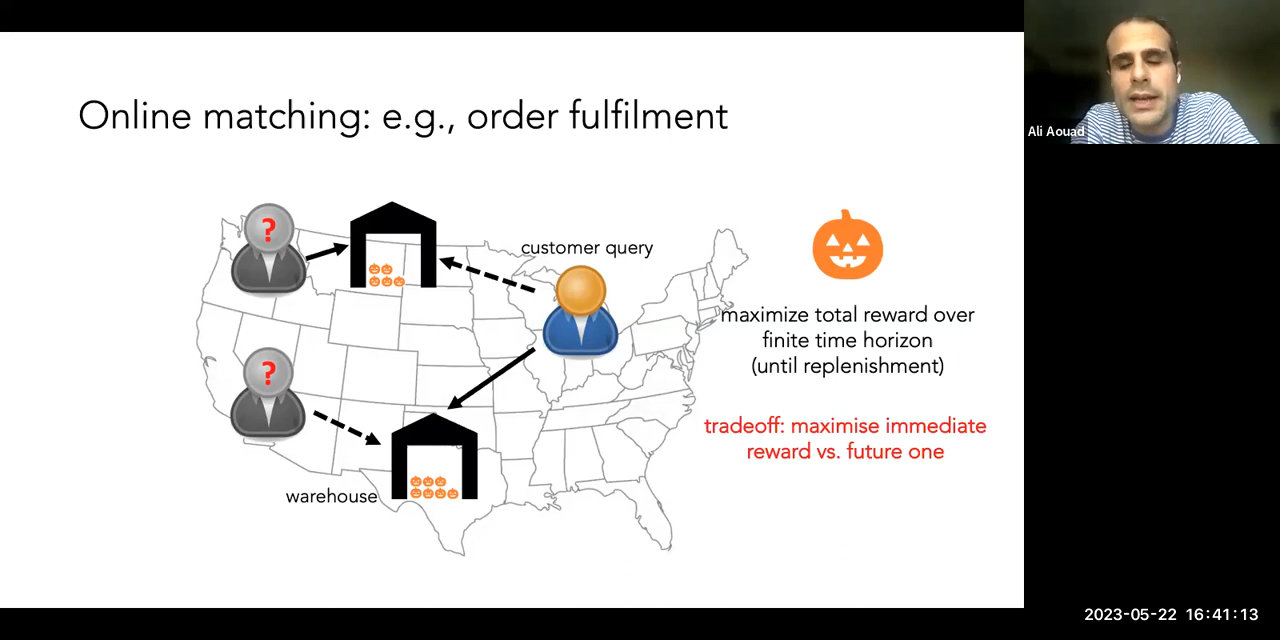 Online matching: e.g., order fulfilment
Ali Aouad
?
customer query
maximize total reward over
finite time horizon
(until replenishment)
?
tradeoff: maximise immediate
reward vs. future one
warehouse
2023-05-22 16:41:13